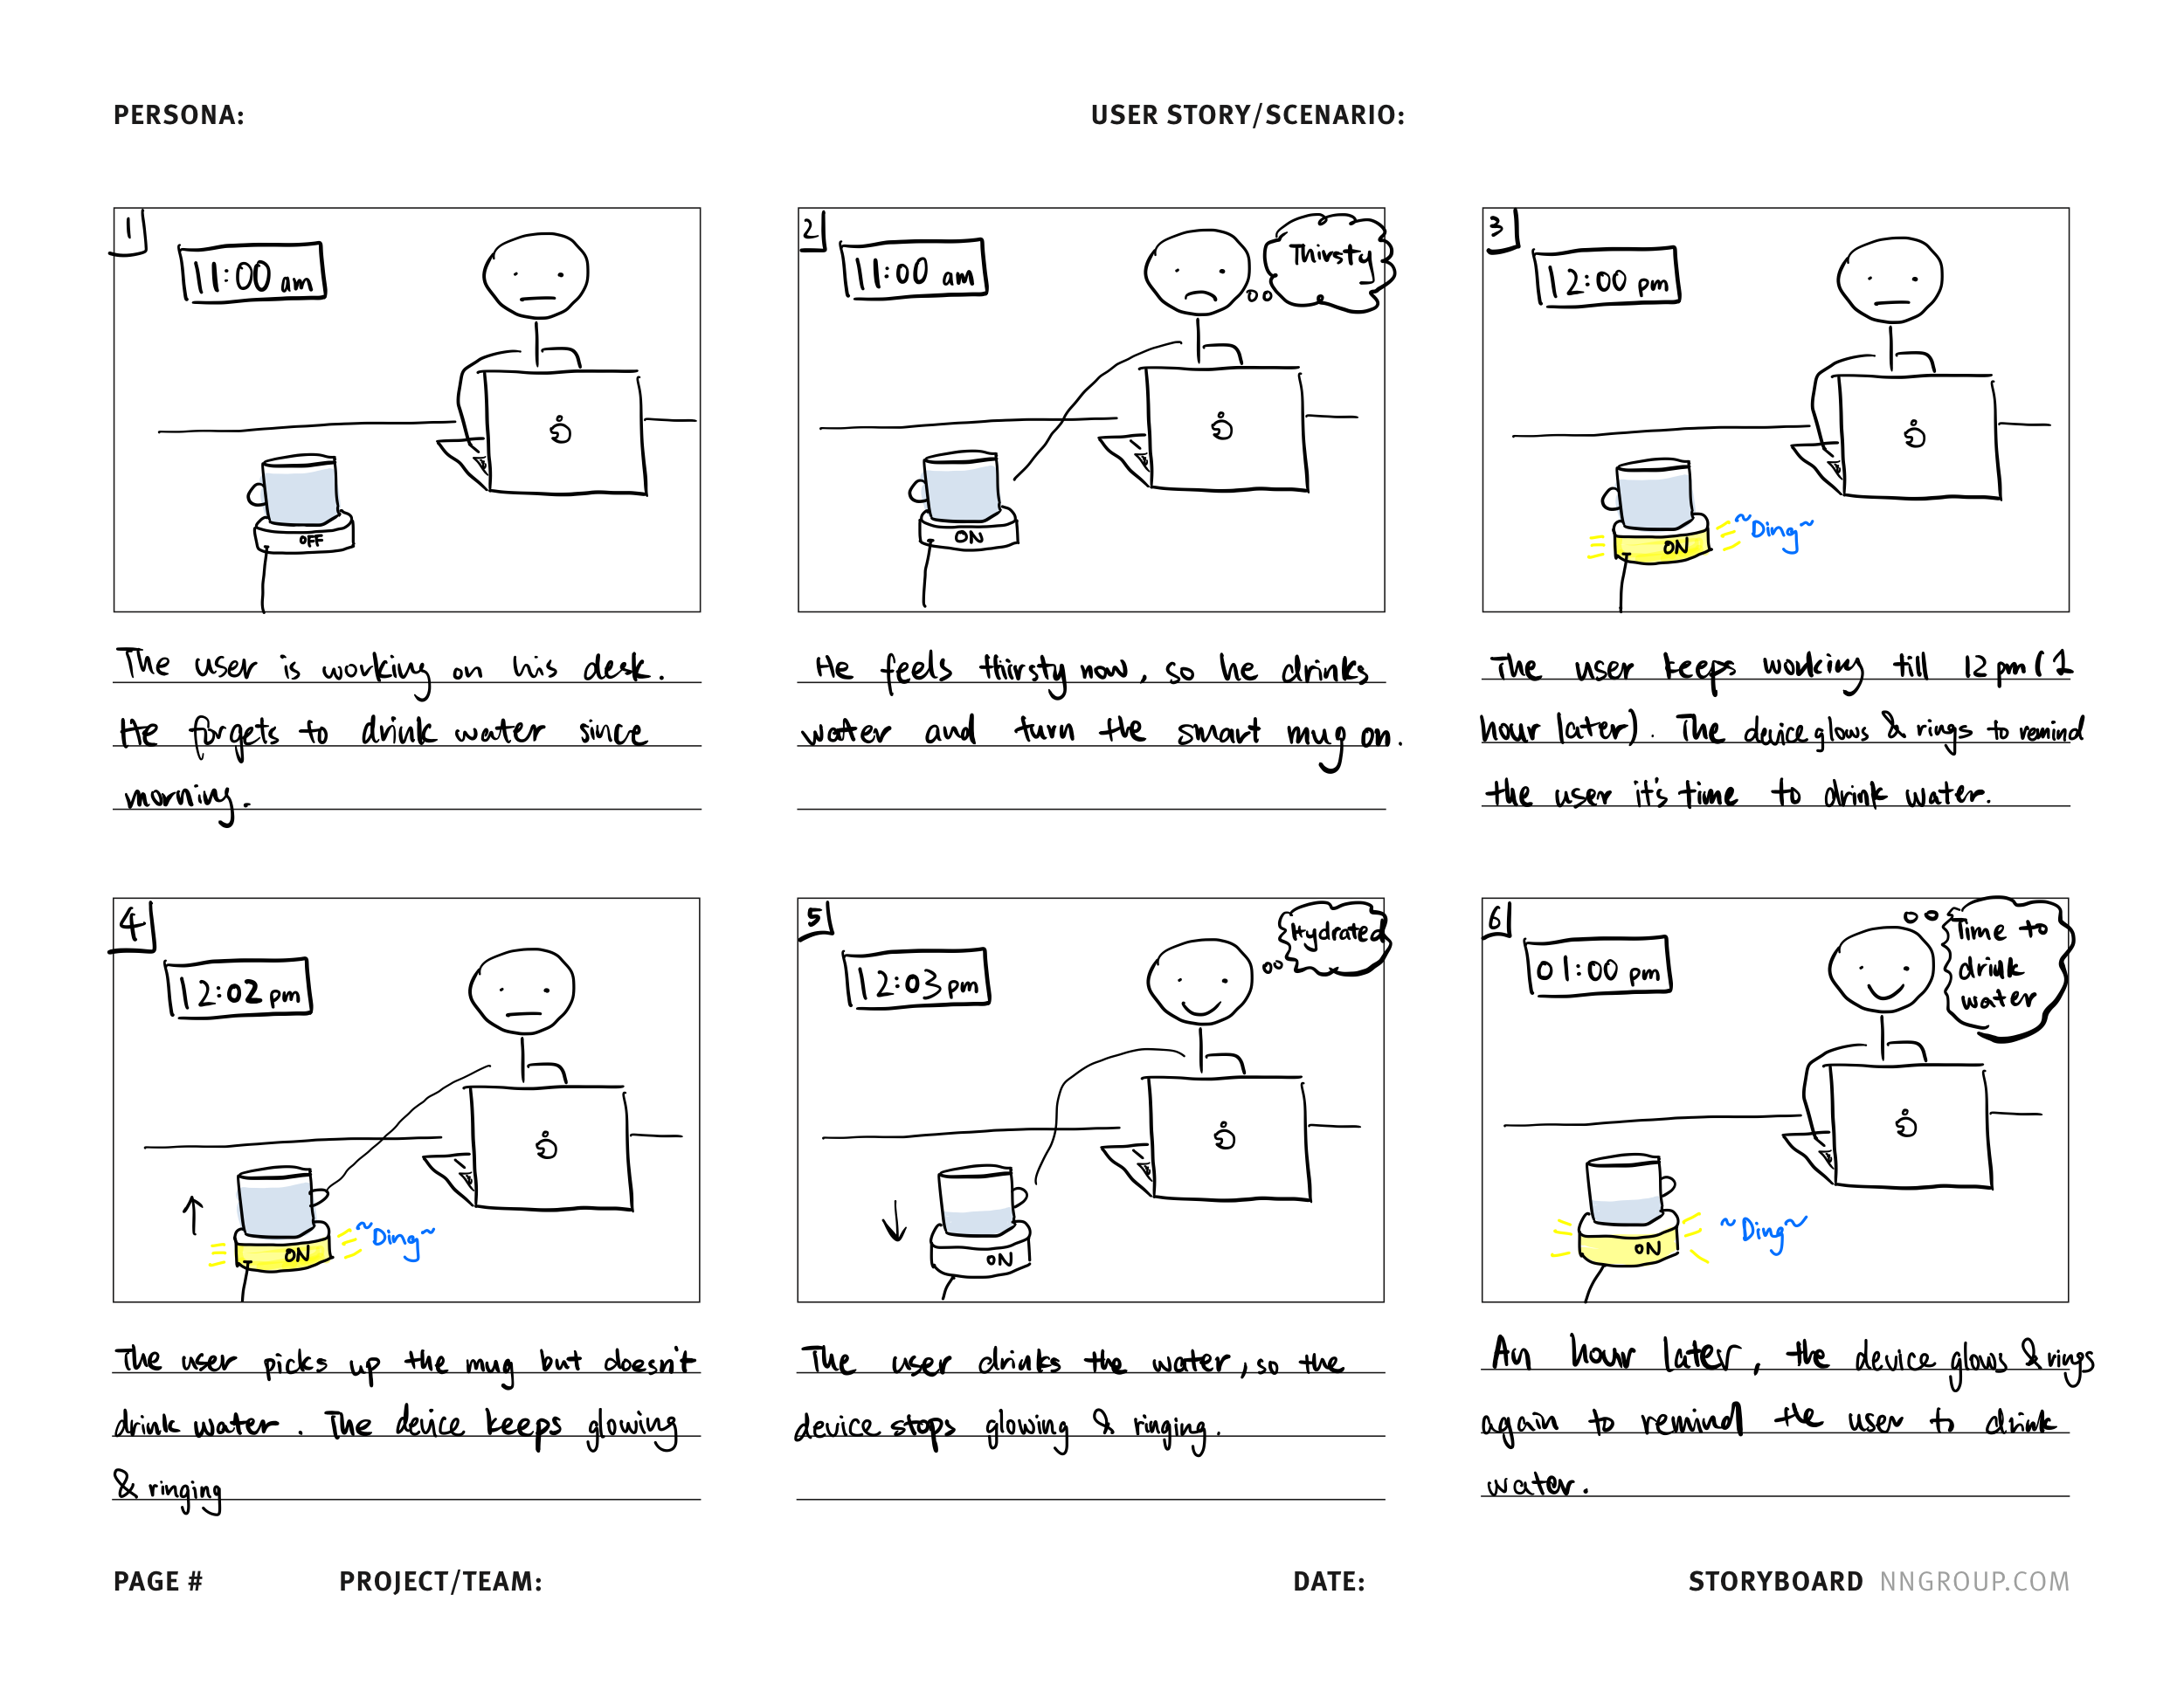 PERSONA:
USER STORY/SCENARIO:
1
11:00 am
OFF
The user is working on his desk.
He forgets to drink water since
morning.
2
11:00 am
Thirsty
ON
He feels thirsty now, so he drinks
water and turn the smart mug on.
3
12:00 pm
~Ding~
ON
The user keeps working till 12 pm (1
hour later). The device glows & rings to remind
the user it's time to drink water.
4
12:02 pm
~Ding~
ON
The user picks up the mug but doesn't
drink water. The device keeps glowing
& ringing
5
12:03 pm
Hydrated
ON
The user drinks the water, so the
device stops glowing & ringing.
6
01:00 pm
Time to
drink
water
~Ding~
ON
An hour later, the device glows & rings
again to remind the user to drink
water.
PAGE #
PROJECT/TEAM:
DATE:
STORYBOARD NNGROUP.COM